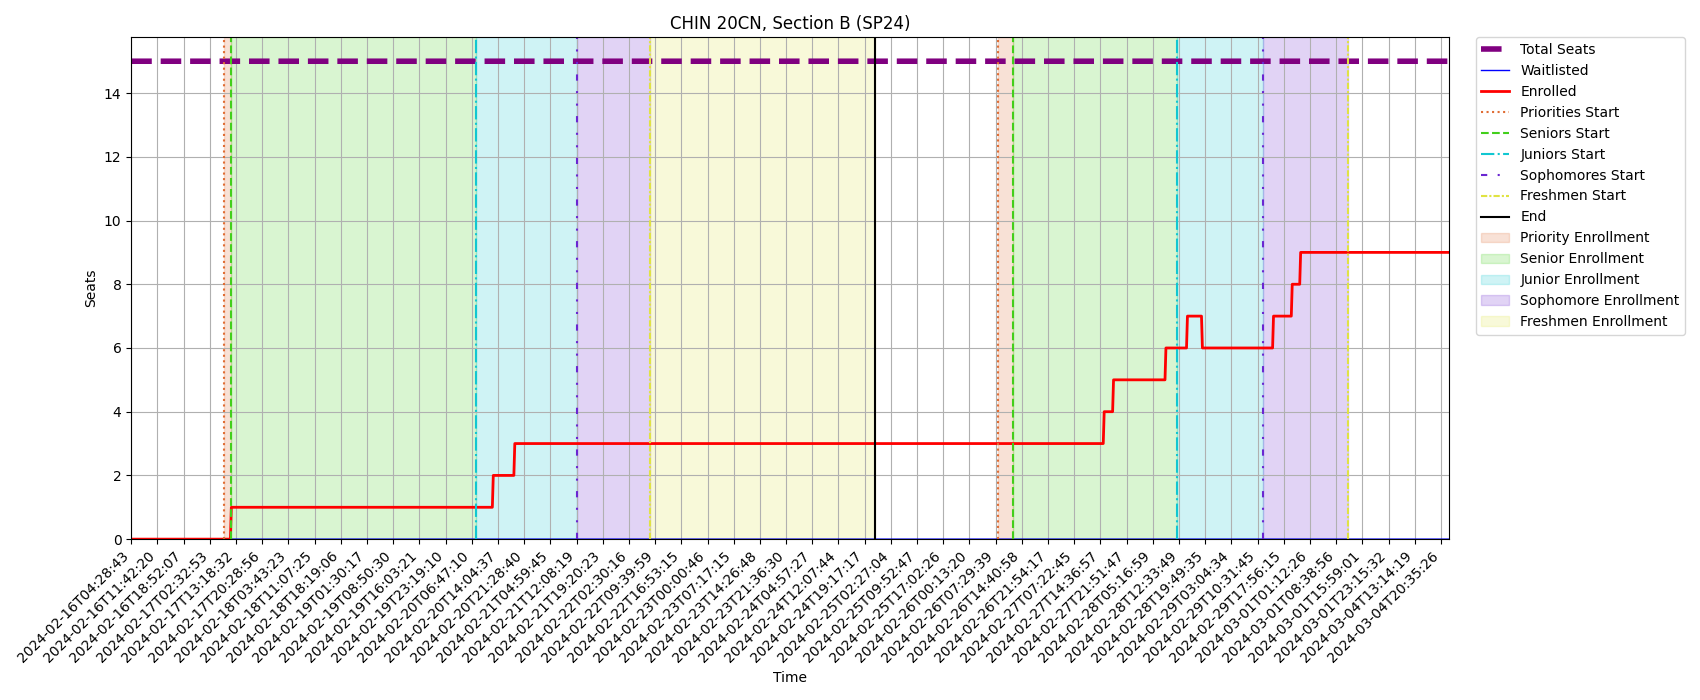 CHIN 20CN, Section B (SP24)
Seats
14
12
10
8
6
4
2
0
2024-02-16T04:28:43
2024-02-16T11:42:20
2024-02-16T18:52:07
2024-02-17T02:32:53
2024-02-17T13:18:32
2024-02-17T20:28:56
2024-02-18T03:43:23
2024-02-18T11:07:25
2024-02-18T18:19:06
2024-02-19T01:30:17
2024-02-19T08:50:30
2024-02-19T16:03:21
2024-02-19T23:19:10
2024-02-20T06:47:10
2024-02-20T14:04:37
2024-02-20T21:28:40
2024-02-21T04:59:45
2024-02-21T12:08:19
2024-02-21T19:20:23
2024-02-22T02:30:16
2024-02-22T09:39:59
2024-02-22T16:53:15
2024-02-23T00:00:46
2024-02-23T07:17:15
2024-02-23T14:26:48
2024-02-23T21:36:30
2024-02-24T04:57:27
2024-02-24T12:07:44
2024-02-24T19:17:17
2024-02-25T02:27:04
2024-02-25T09:52:47
2024-02-25T17:02:26
2024-02-26T00:13:20
2024-02-26T07:29:39
2024-02-26T14:40:58
2024-02-26T21:54:17
2024-02-27T07:22:45
2024-02-27T14:36:57
2024-02-27T21:51:47
2024-02-28T05:16:59
2024-02-28T12:33:49
2024-02-28T19:49:35
2024-02-29T03:04:34
2024-02-29T10:31:45
2024-02-29T17:56:15
2024-03-01T01:12:26
2024-03-01T08:38:56
2024-03-01T15:59:01
2024-03-01T23:15:32
2024-03-04T13:14:19
2024-03-04T20:35:26
Time
Total Seats
Waitlisted
Enrolled
Priorities Start
Seniors Start
Juniors Start
Sophomores Start
Freshmen Start
End
Priority Enrollment
Senior Enrollment
Junior Enrollment
Sophomore Enrollment
Freshmen Enrollment